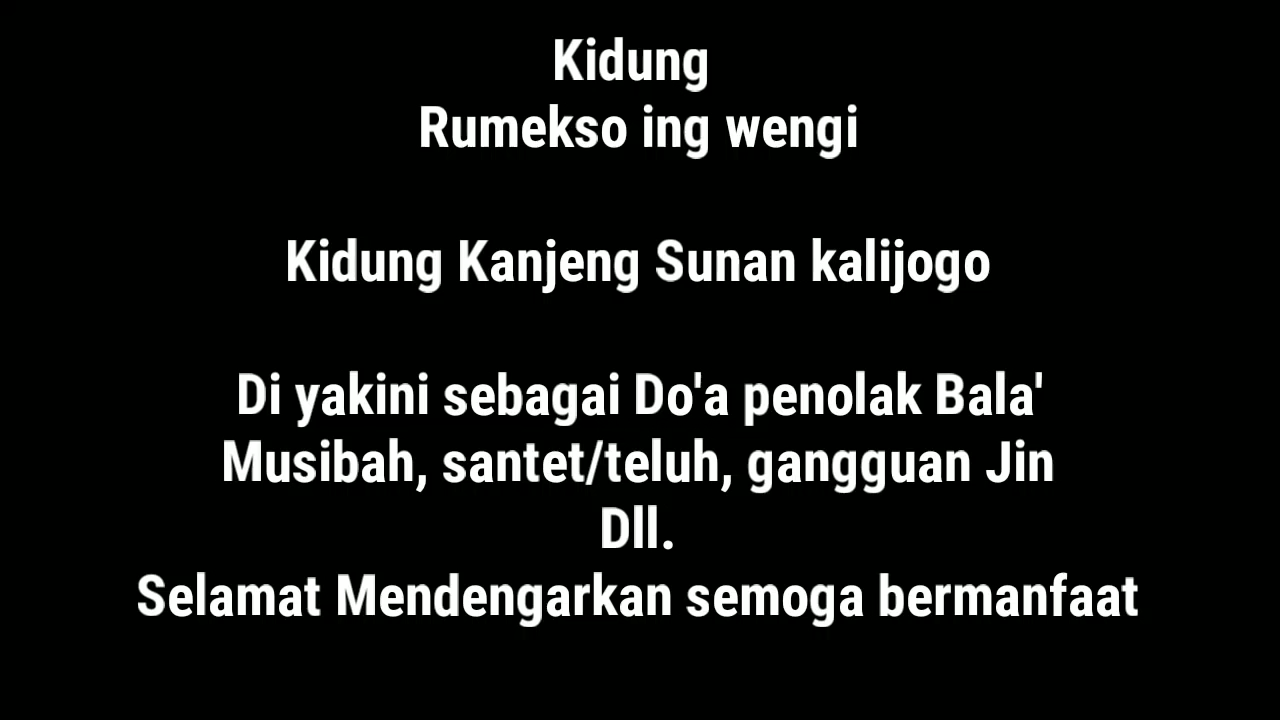 Kidung
Rumekso ing wengi
Kidung Kanjeng Sunan kalijogo
Di yakini sebagai Do'a penolak Bala'
Musibah, santet/teluh, gangguan Jin
Dll.
Selamat Mendengarkan semoga bermanfaat